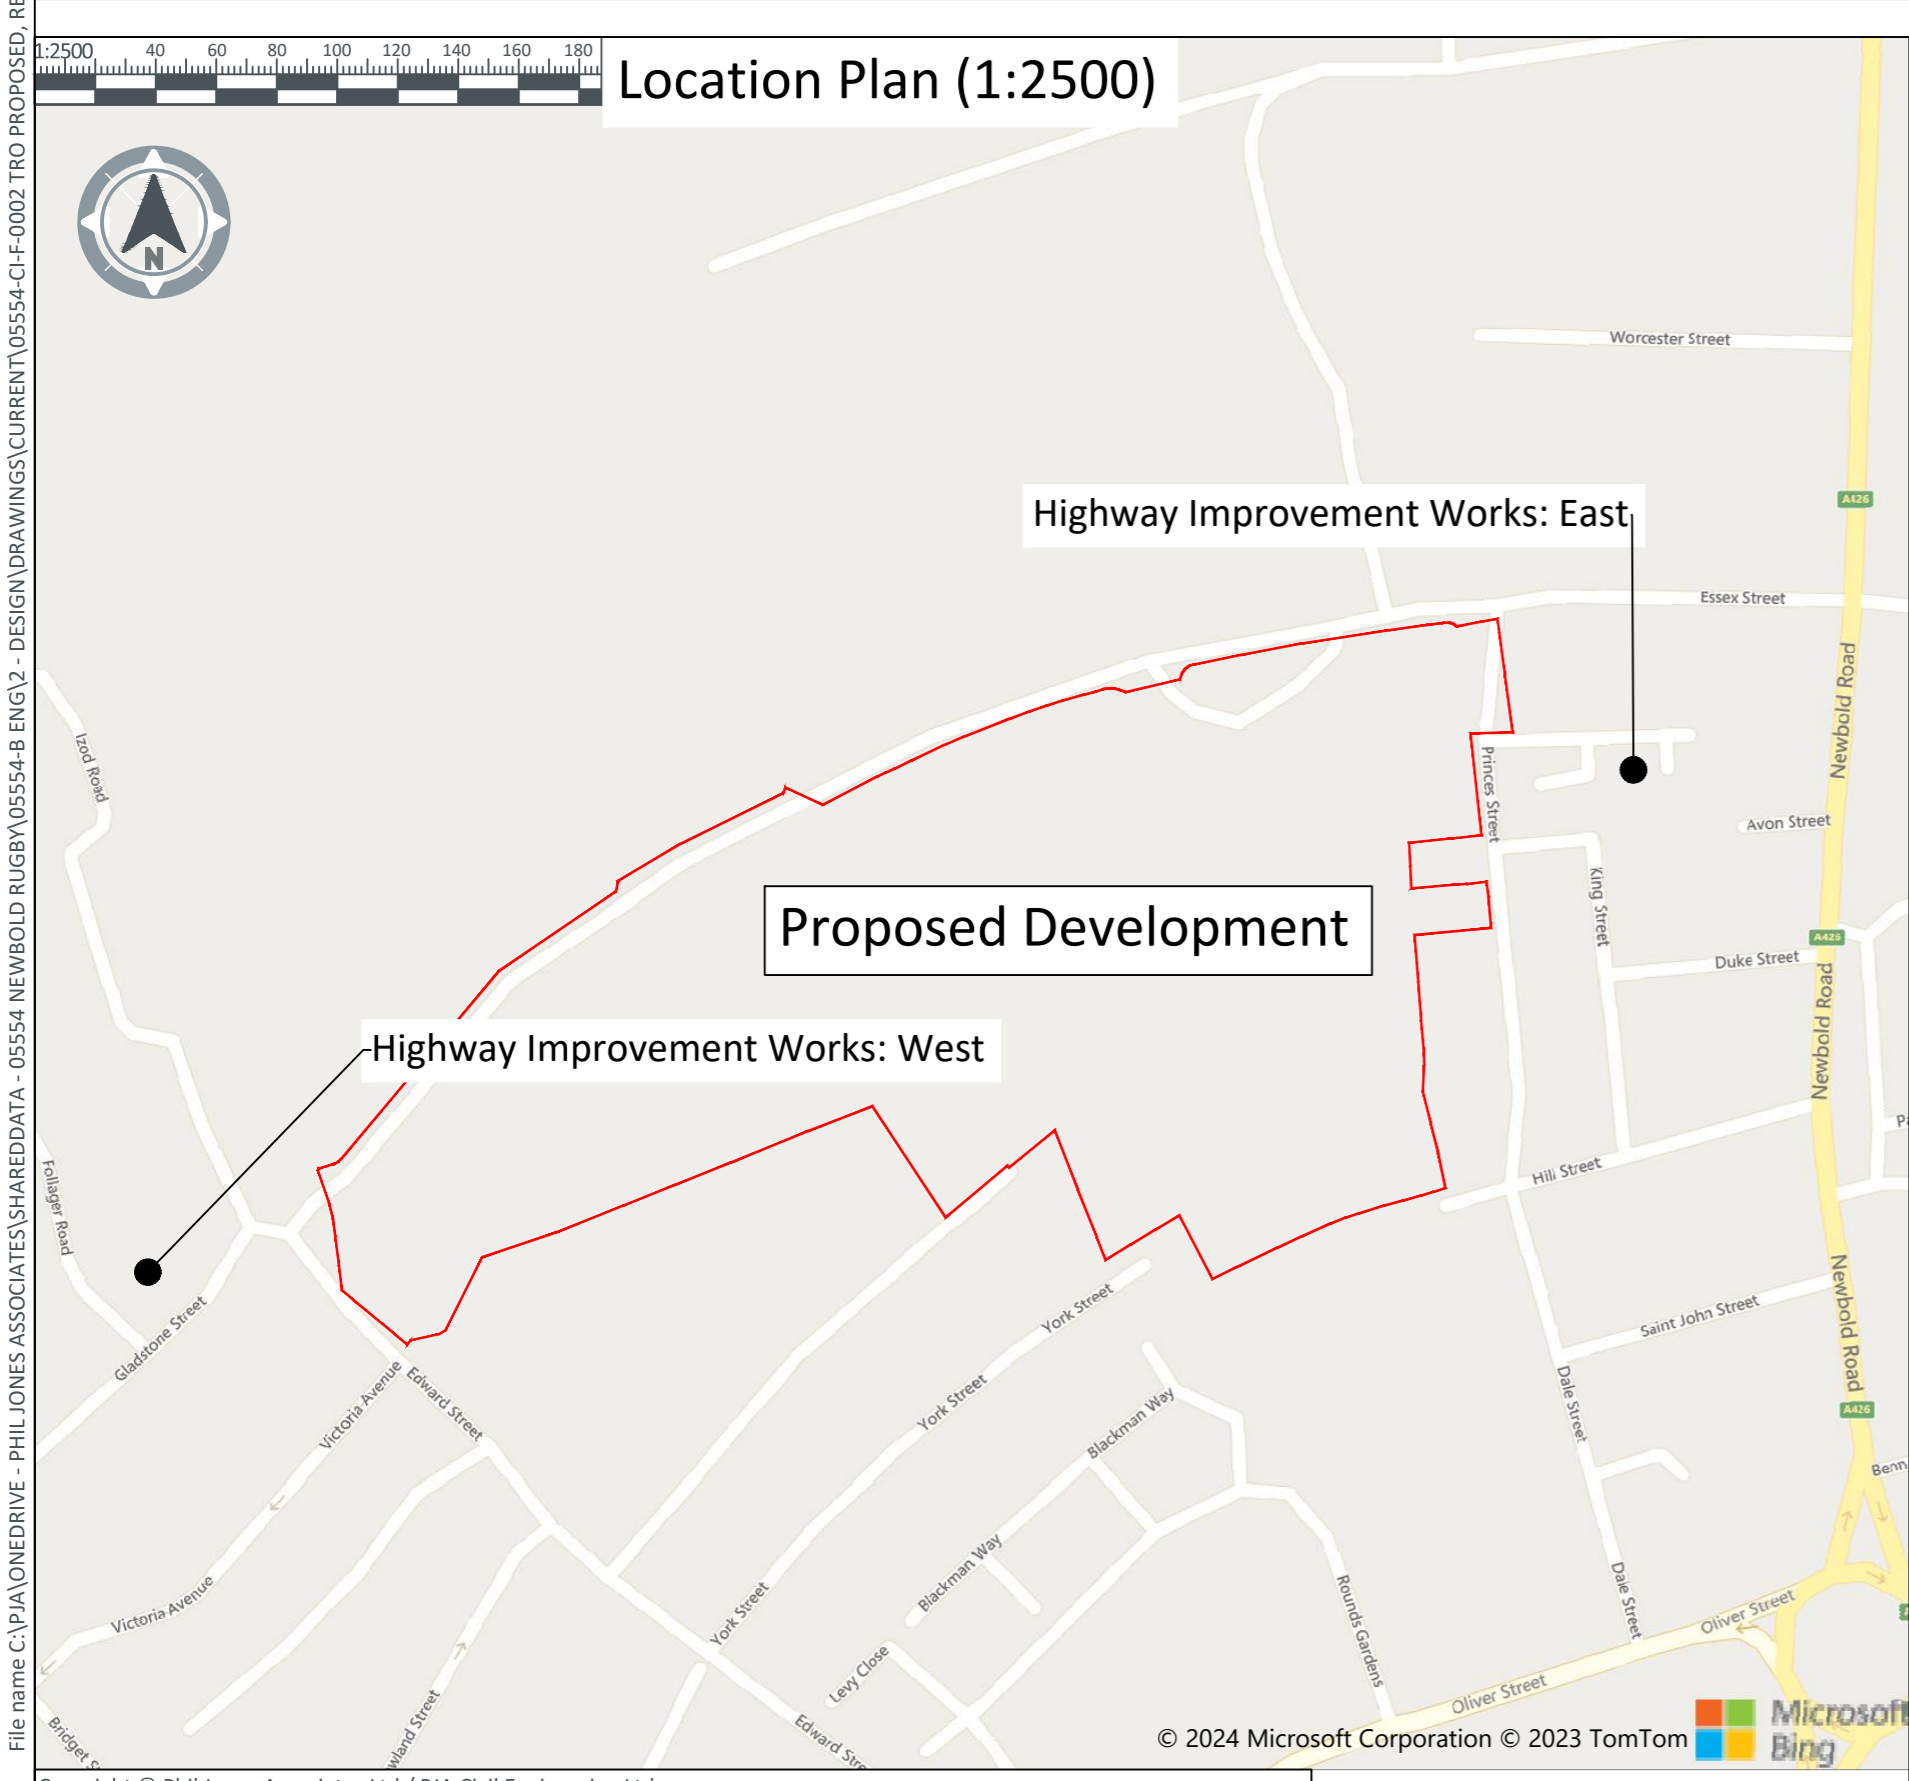 File name C:\PJA\ONEDRIVE - PHIL JONES ASSOCIATES\SHAREDDATA - 05554 NEWBOLD RUGBY\05554-B ENG\2 - DESIGN\DRAWINGS\CURRENT\05554-CI-F-0002 TRO PROPOSED,
1:2500 40 60 80 100 120 140 160 180
Location Plan (1:2500)
N
Worcester Street
A426
Highway Improvement Works: East
Essex Street
Newbold Road
Izod Road
Princes Street
Avon Street
King Street
Proposed Development
A426
Duke Street
Newbold Road
Highway Improvement Works: West
Follager Road
Hill Street
Gladstone Street
York Street
Saint John Street
Newbold Road
Victoria Avenue
Edward Street
Dale Street
York Street
Blackman Way
A426
Blackman Way
Victoria Avenue
York Street
Rounds Gardens
Dale Street
Oliver Street
Levy Close
Oliver Street
Edward Stre
Bridget
© 2024 Microsoft Corporation © 2023 TomTom
Microsoft
Bing